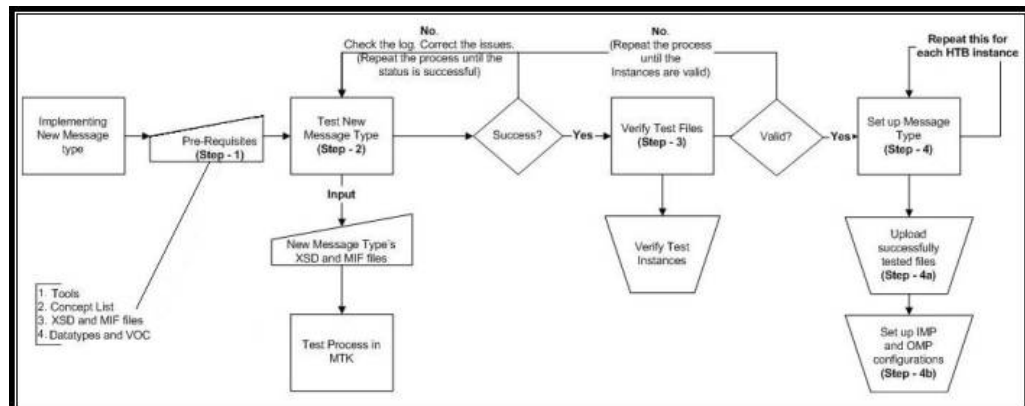 No.
Check the log. Correct the issues.
(Repeat the process until the
status is successful)
No.
(Repeat the process
until the
Instances are valid)
Repeat this for
each HTB instance
Implementing
New Message
type
Pre-Requisites
(Step - 1)
Test New
Message Type
(Step - 2)
Success?
Yes
Verify Test Files
(Step - 3)
Valid?
Yes
Set up Message
Type
(Step - 4)
Input
New Message Type's
XSD and MIF files
Verify Test
Instances
Upload
successfully
tested files
(Step - 4a)
1. Tools
2. Concept List
3. XSD and MIF files
4. Datatypes and VOC
Test Process in
MTK
Set up IMP
and OMP
configurations
(Step - 4b)